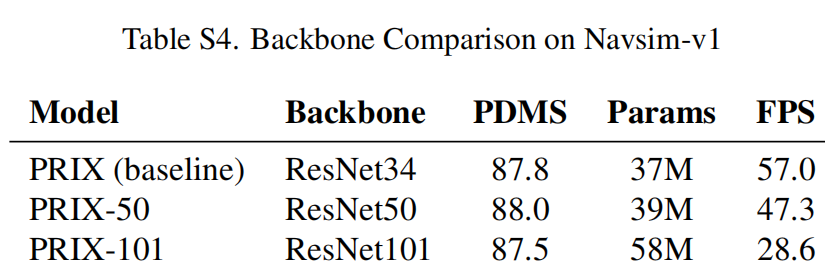 Table S4. Backbone Comparison on Navsim-v1
Model Backbone PDMS Params FPS
PRIX (baseline) ResNet34 87.8 37M 57.0
PRIX-50 ResNet50 88.0 39M 47.3
PRIX-101 ResNet101 87.5 58M 28.6